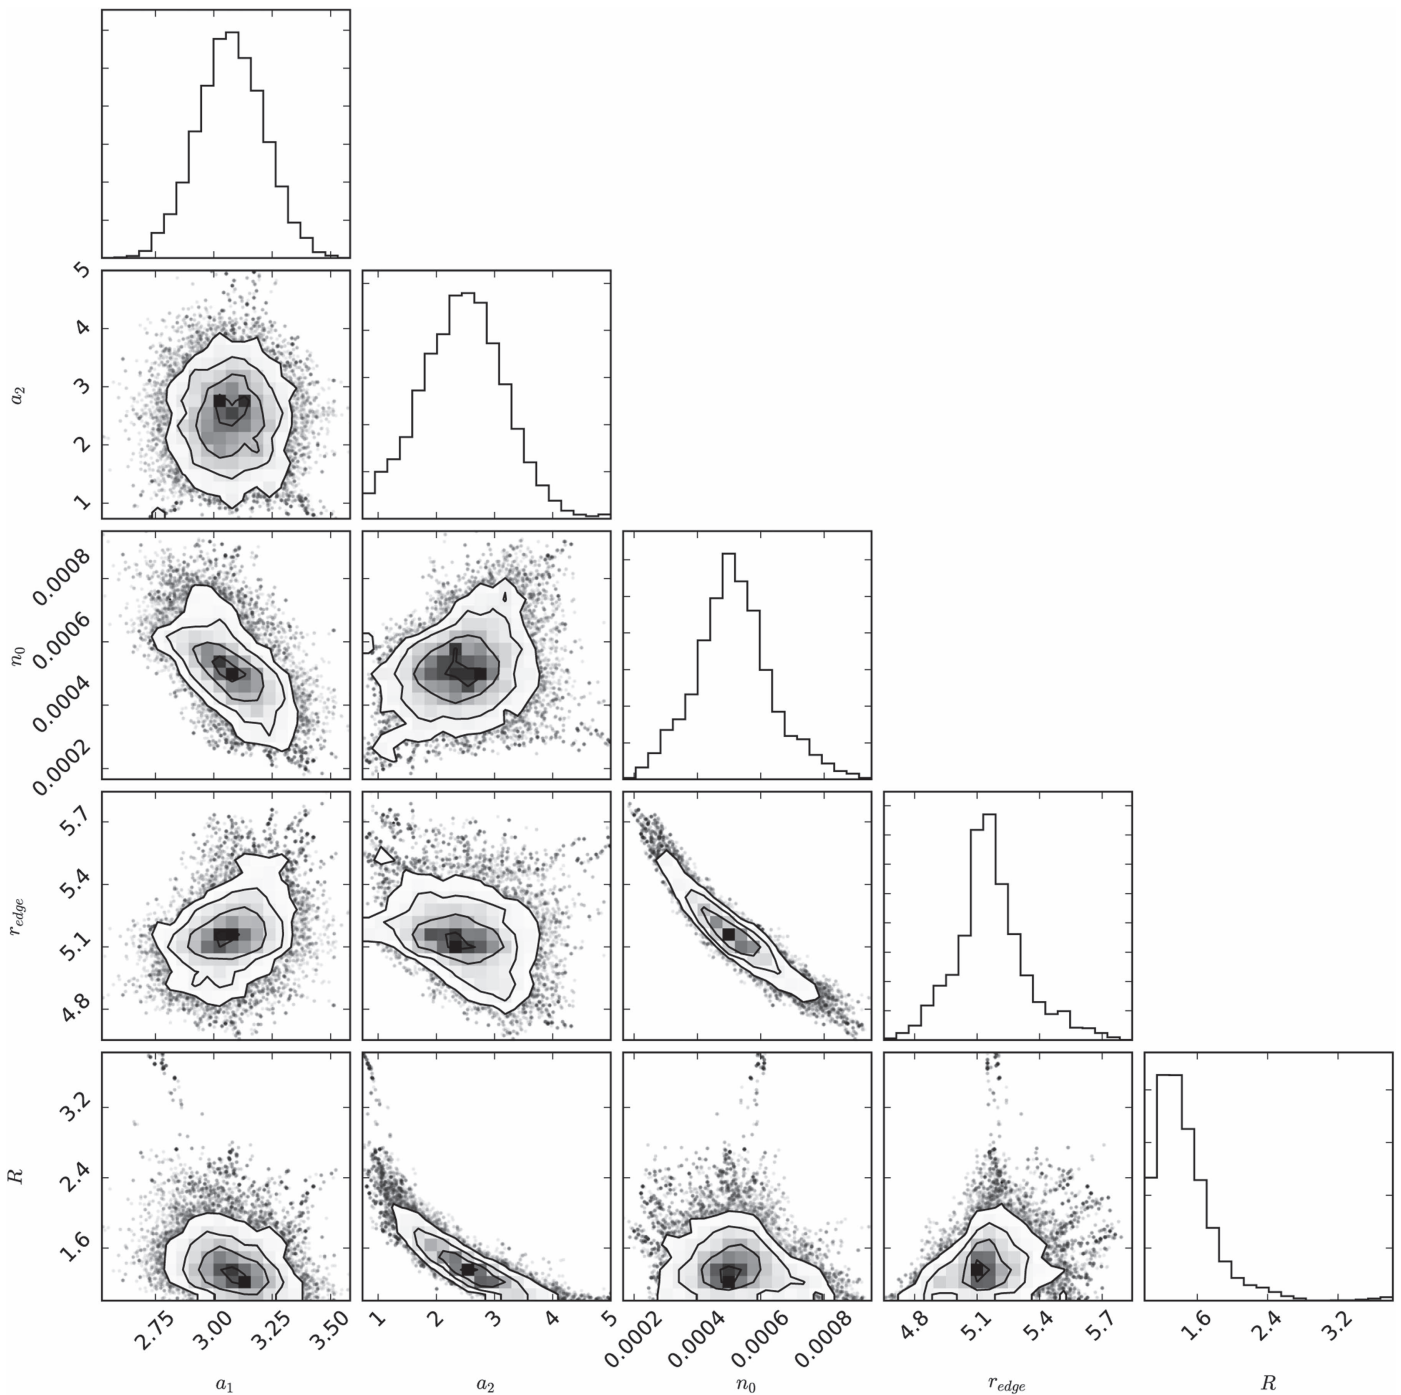 5
4
3
2
1
a₂
0.0008
0.0006
0.0004
0.0002
n₀
5.7
5.4
5.1
4.8
r_edge
3.2
2.4
1.6
R
2.75 3.00 3.25 3.50
1 2 3 4 5
0.0002 0.0004 0.0006 0.0008
4.8 5.1 5.4 5.7
1.6 2.4 3.2
a₁ a₂ n₀ r_edge R